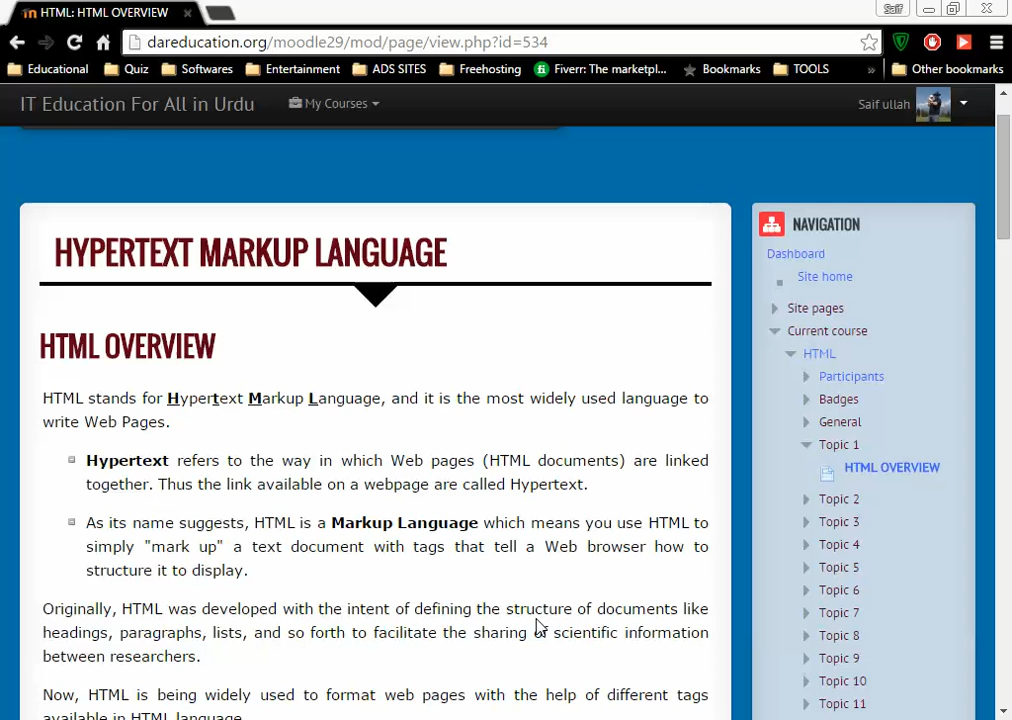 HTML: HTML OVERVIEW
Saif
dareducation.org/moodle29/mod/page/view.php?id=534
Educational Quiz Softwares Entertainment ADS SITES Freehosting Fiverr: The marketpl... Bookmarks TOOLS » Other bookmarks
IT Education For All in Urdu My Courses Saif ullah
HYPERTEXT MARKUP LANGUAGE
HTML OVERVIEW
HTML stands for Hypertext Markup Language, and it is the most widely used language to
write Web Pages.
Hypertext refers to the way in which Web pages (HTML documents) are linked
together. Thus the link available on a webpage are called Hypertext.
As its name suggests, HTML is a Markup Language which means you use HTML to
simply "mark up" a text document with tags that tell a Web browser how to
structure it to display.
Originally, HTML was developed with the intent of defining the structure of documents like
headings, paragraphs, lists, and so forth to facilitate the sharing of scientific information
between researchers.
Now, HTML is being widely used to format web pages with the help of different tags
available in HTML language.
NAVIGATION
Dashboard
Site home
Site pages
Current course
HTML
Participants
Badges
General
Topic 1
HTML OVERVIEW
Topic 2
Topic 3
Topic 4
Topic 5
Topic 6
Topic 7
Topic 8
Topic 9
Topic 10
Topic 11